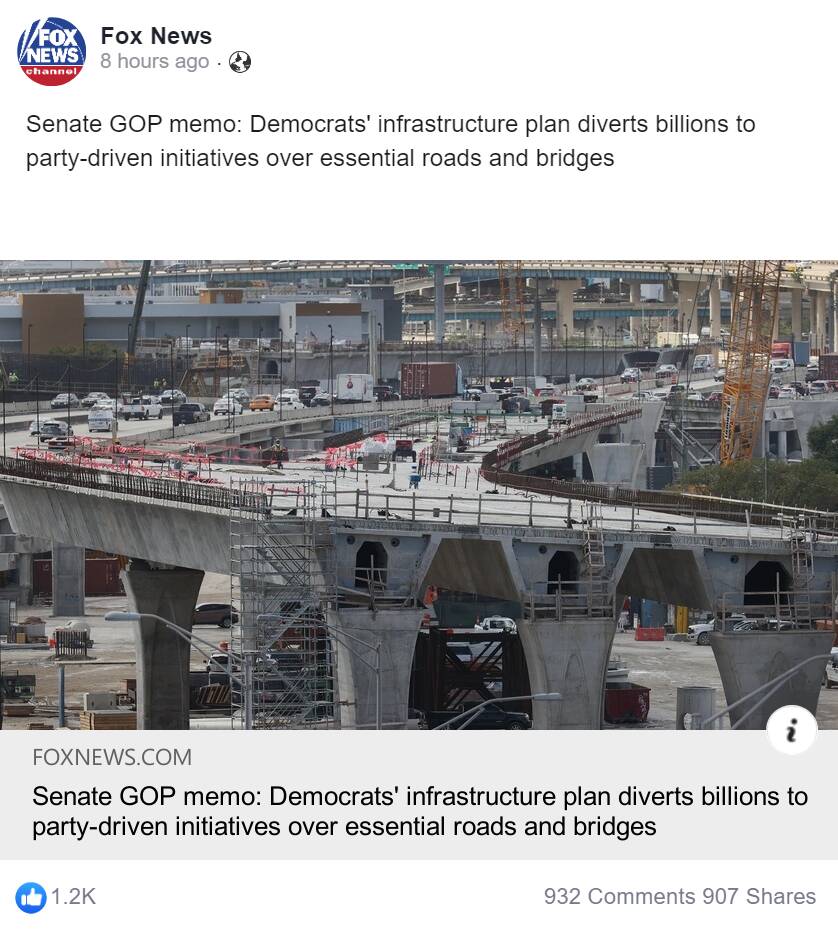 FOX
NEWS
channel
Fox News
8 hours ago ·
Senate GOP memo: Democrats' infrastructure plan diverts billions to
party-driven initiatives over essential roads and bridges
i
FOXNEWS.COM
Senate GOP memo: Democrats' infrastructure plan diverts billions to
party-driven initiatives over essential roads and bridges
1.2K
932 Comments 907 Shares